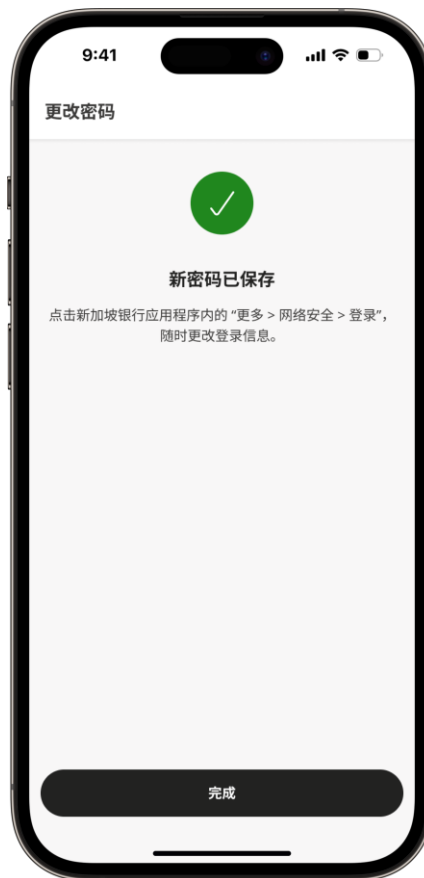 9:41
更改密码
新密码已保存
点击新加坡银行应用程序内的 “更多 > 网络安全 > 登录”，
随时更改登录信息。
完成